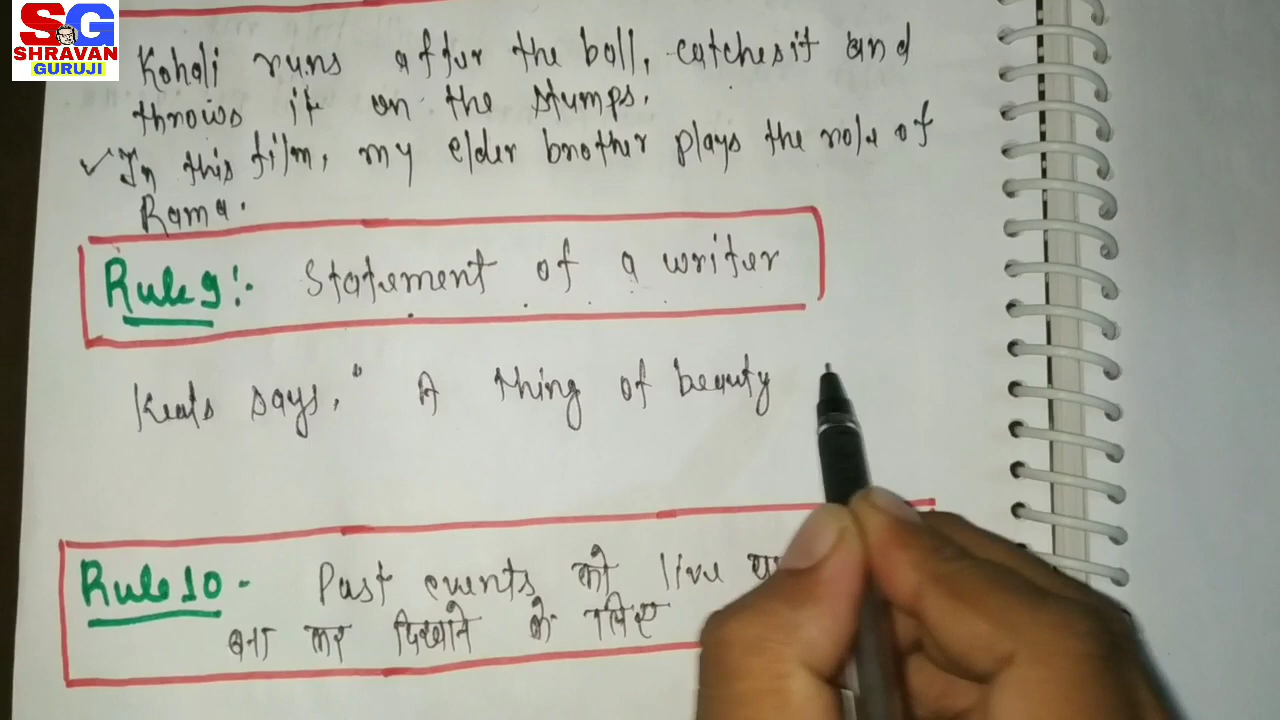 SG
SHRAVAN
GURUJI
Kohali runs after the ball, catches it and
throws it on the stumps.
✓ In this film, my elder brother plays the role of
Rama.
Rule 9:- Statement of a writer
Keats says, " A thing of beauty
Rule 10 - Past events को live
बना कर दिखाने के लिए